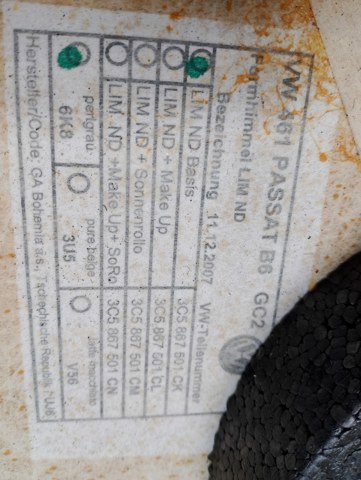 VW 461 PASSAT B6 GC2
Formhimmel LIM ND
Bezeichnung 11.12.2007 VW-Teilenummer
LIM ND Basis 3C5 867 501 CK
LIM ND + Make Up 3C5 867 501 CL
LIM ND + Sonnenrollo 3C5 867 501 CM
LIM ND +Make Up+ SoRo 3C5 867 501 CN
perlgrau pure beige
6K8 3U5 V56
Hersteller/Code: GA Bohemia s.r.o., Tschechische Republik